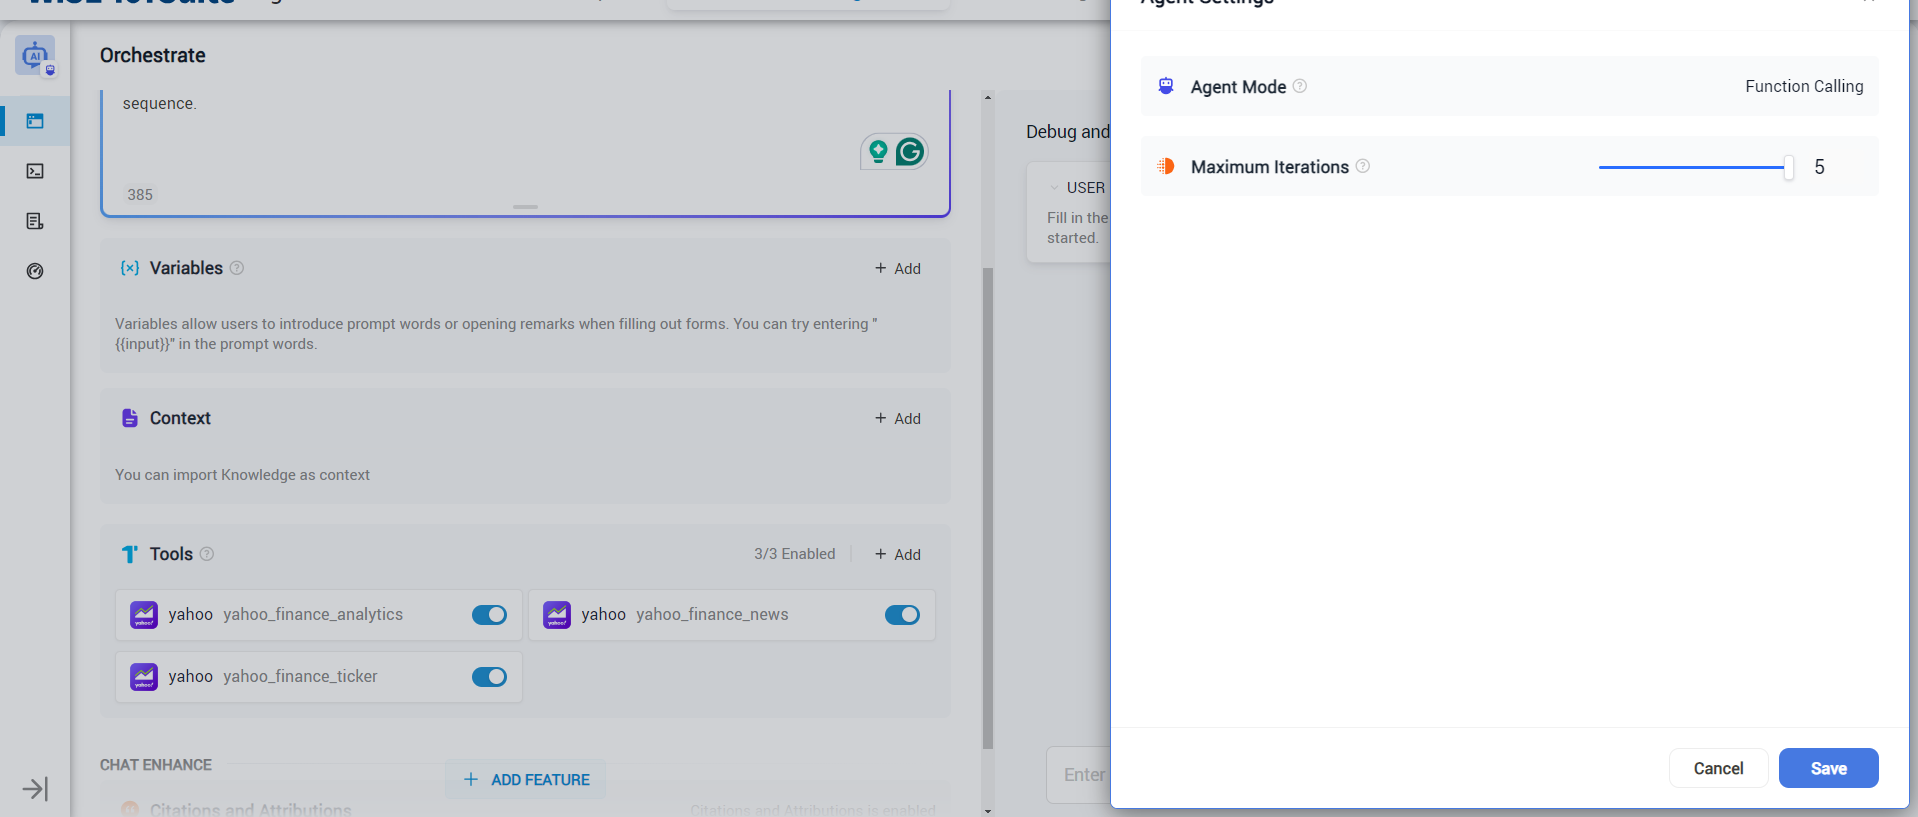 Agent Settings
Orchestrate
sequence.
385
Variables
+ Add
Variables allow users to introduce prompt words or opening remarks when filling out forms. You can try entering "
{{input}}" in the prompt words.
Context
+ Add
You can import Knowledge as context
Tools
3/3 Enabled
+ Add
yahoo yahoo_finance_analytics
yahoo yahoo_finance_news
yahoo yahoo_finance_ticker
CHAT ENHANCE
+ ADD FEATURE
Citations and Attributions
Citations and Attributions is enabled
Debug and
USER
Fill in the
started.
Enter
Agent Mode
Function Calling
Maximum Iterations
5
Cancel
Save